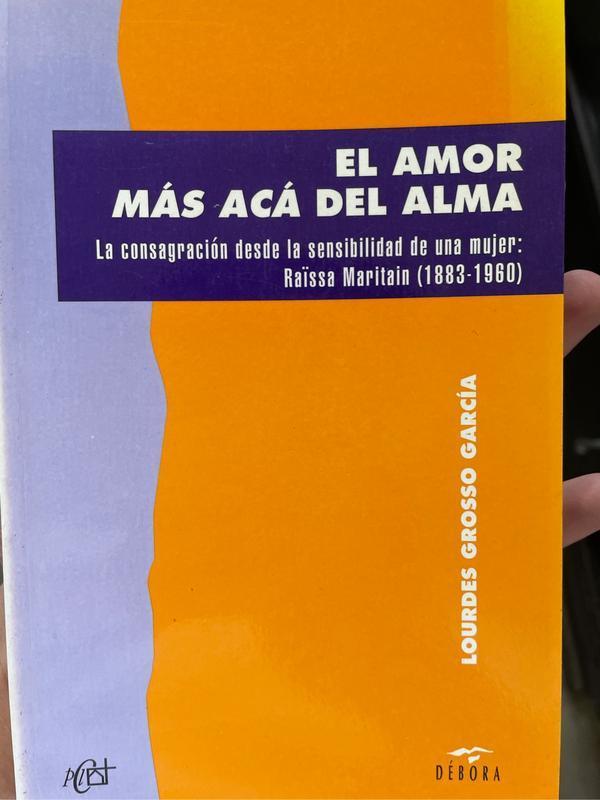 EL AMOR
MÁS ACÁ DEL ALMA
La consagración desde la sensibilidad de una mujer:
Raïssa Maritain (1883-1960)
LOURDES GROSSO GARCÍA
DÉBORA